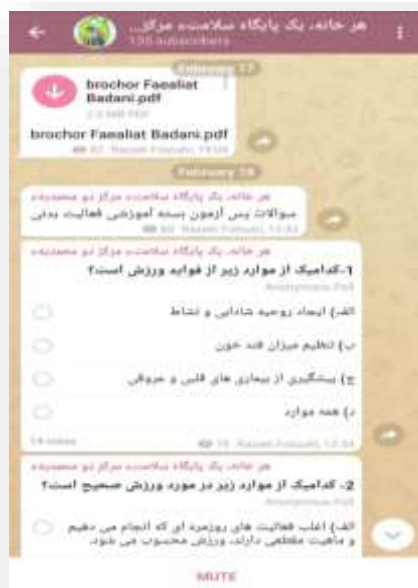 هر خانه، یک پایگاه سلامت، مرکز...
subscribers
February 17
brochor Faealiat
Badani.pdf
brochor Faealiat Badani.pdf
هر خانه، یک پایگاه سلامت، مرکز دو محمدیه
سوالات پس آزمون بسته آموزشی فعالیت بدنی
هر خانه، یک پایگاه سلامت، مرکز دو محمدیه
1-کدامیک از موارد زیر از فواید ورزش است؟
Anonymous Poll
الف) ایجاد روحیه شادابی و نشاط
ب) تنظیم میزان قند خون
ج) پیشگیری از بیماری های قلبی و عروقی
د) همه موارد
14 votes
هر خانه، یک پایگاه سلامت، مرکز دو محمدیه
2- کدامیک از موارد زیر در مورد ورزش صحیح است؟
Anonymous Poll
الف) اغلب فعالیت های روزمره ای که انجام می دهیم
و ماهیت مقطعی دارند، ورزش محسوب می شود.
MUTE